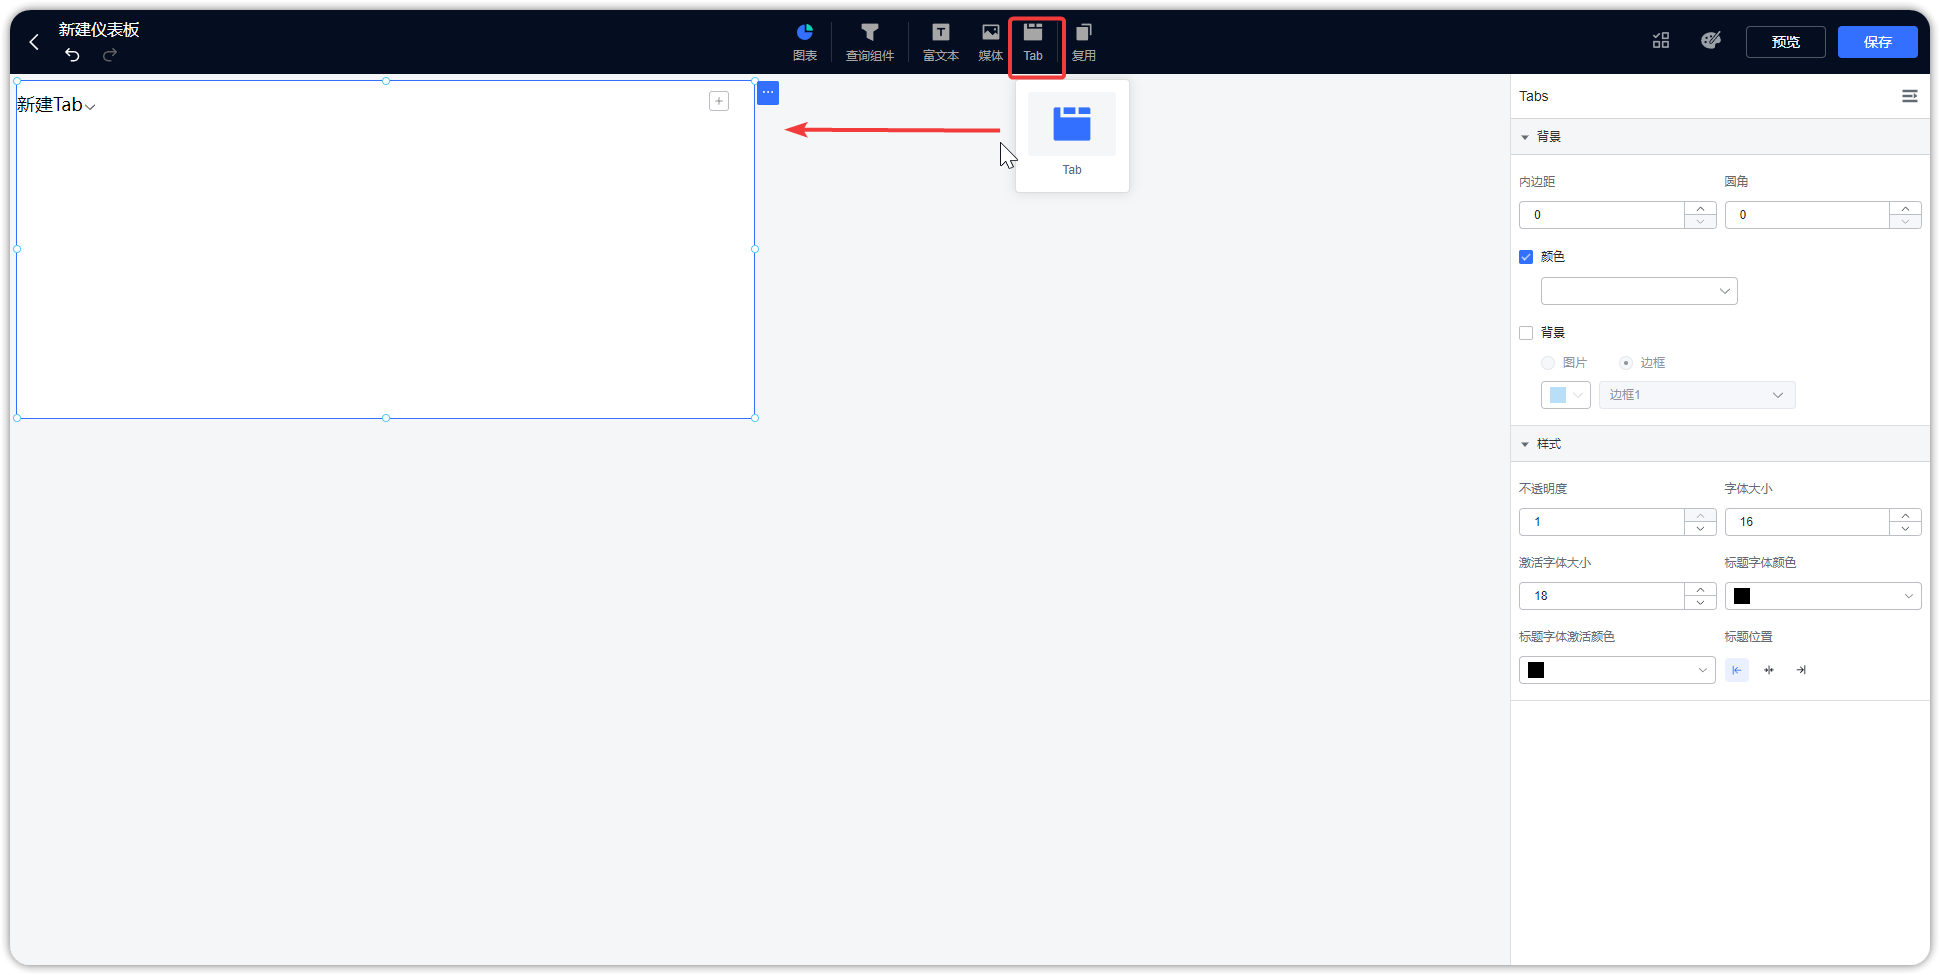 新建仪表板
图表
查询组件
富文本
媒体
Tab
复用
预览
保存
新建Tab
Tab
Tabs
背景
内边距
圆角
0
0
颜色
背景
图片
边框
边框1
样式
不透明度
字体大小
1
16
激活字体大小
标题字体颜色
18
标题字体激活颜色
标题位置